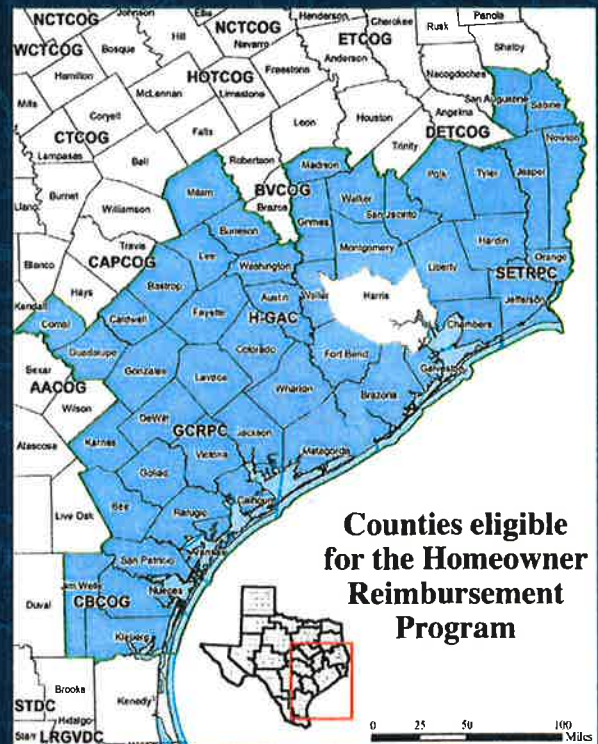 NCTCOG
Johnson
Ellis
NCTCOG
Henderson
Cherokee
Rusk
Panola
WCTCOG
Bosque
Hill
Navarro
ETCOG
Anderson
Shelby
Hamilton
HOTCOG
Freestone
Nacogdoches
Mills
McLennan
Limestone
San Augustine
Sabine
Coryell
Leon
Houston
Angelina
CTCOG
Falls
Trinity
DETCOG
Newton
Lampasas
Bell
Robertson
Madison
Polk
Tyler
Jasper
Llano
Burnet
Milam
BVCOG
Walker
Williamson
Brazos
Grimes
San Jacinto
Burleson
Travis
Lee
Washington
Montgomery
Liberty
Hardin
Blanco
CAPCOG
Orange
Hays
Bastrop
Austin
Waller
Harris
SETRPC
Kendall
Fayette
H-GAC
Jefferson
Comal
Caldwell
Chambers
Guadalupe
Colorado
Fort Bend
Bexar
Gonzales
Lavaca
Galveston
AACOG
Wharton
Brazoria
Wilson
DeWitt
Atascosa
Karnes
GCRPC
Jackson
Victoria
Matagorda
Goliad
Calhoun
Live Oak
Bee
Refugio
Aransas
San Patricio
Duval
Jim Wells
Nueces
CBCOG
Kleberg
Brooks
Kenedy
STDC
Hidalgo
Starr
LRGVDC
Counties eligible
for the Homeowner
Reimbursement
Program
0 25 50 100
Miles